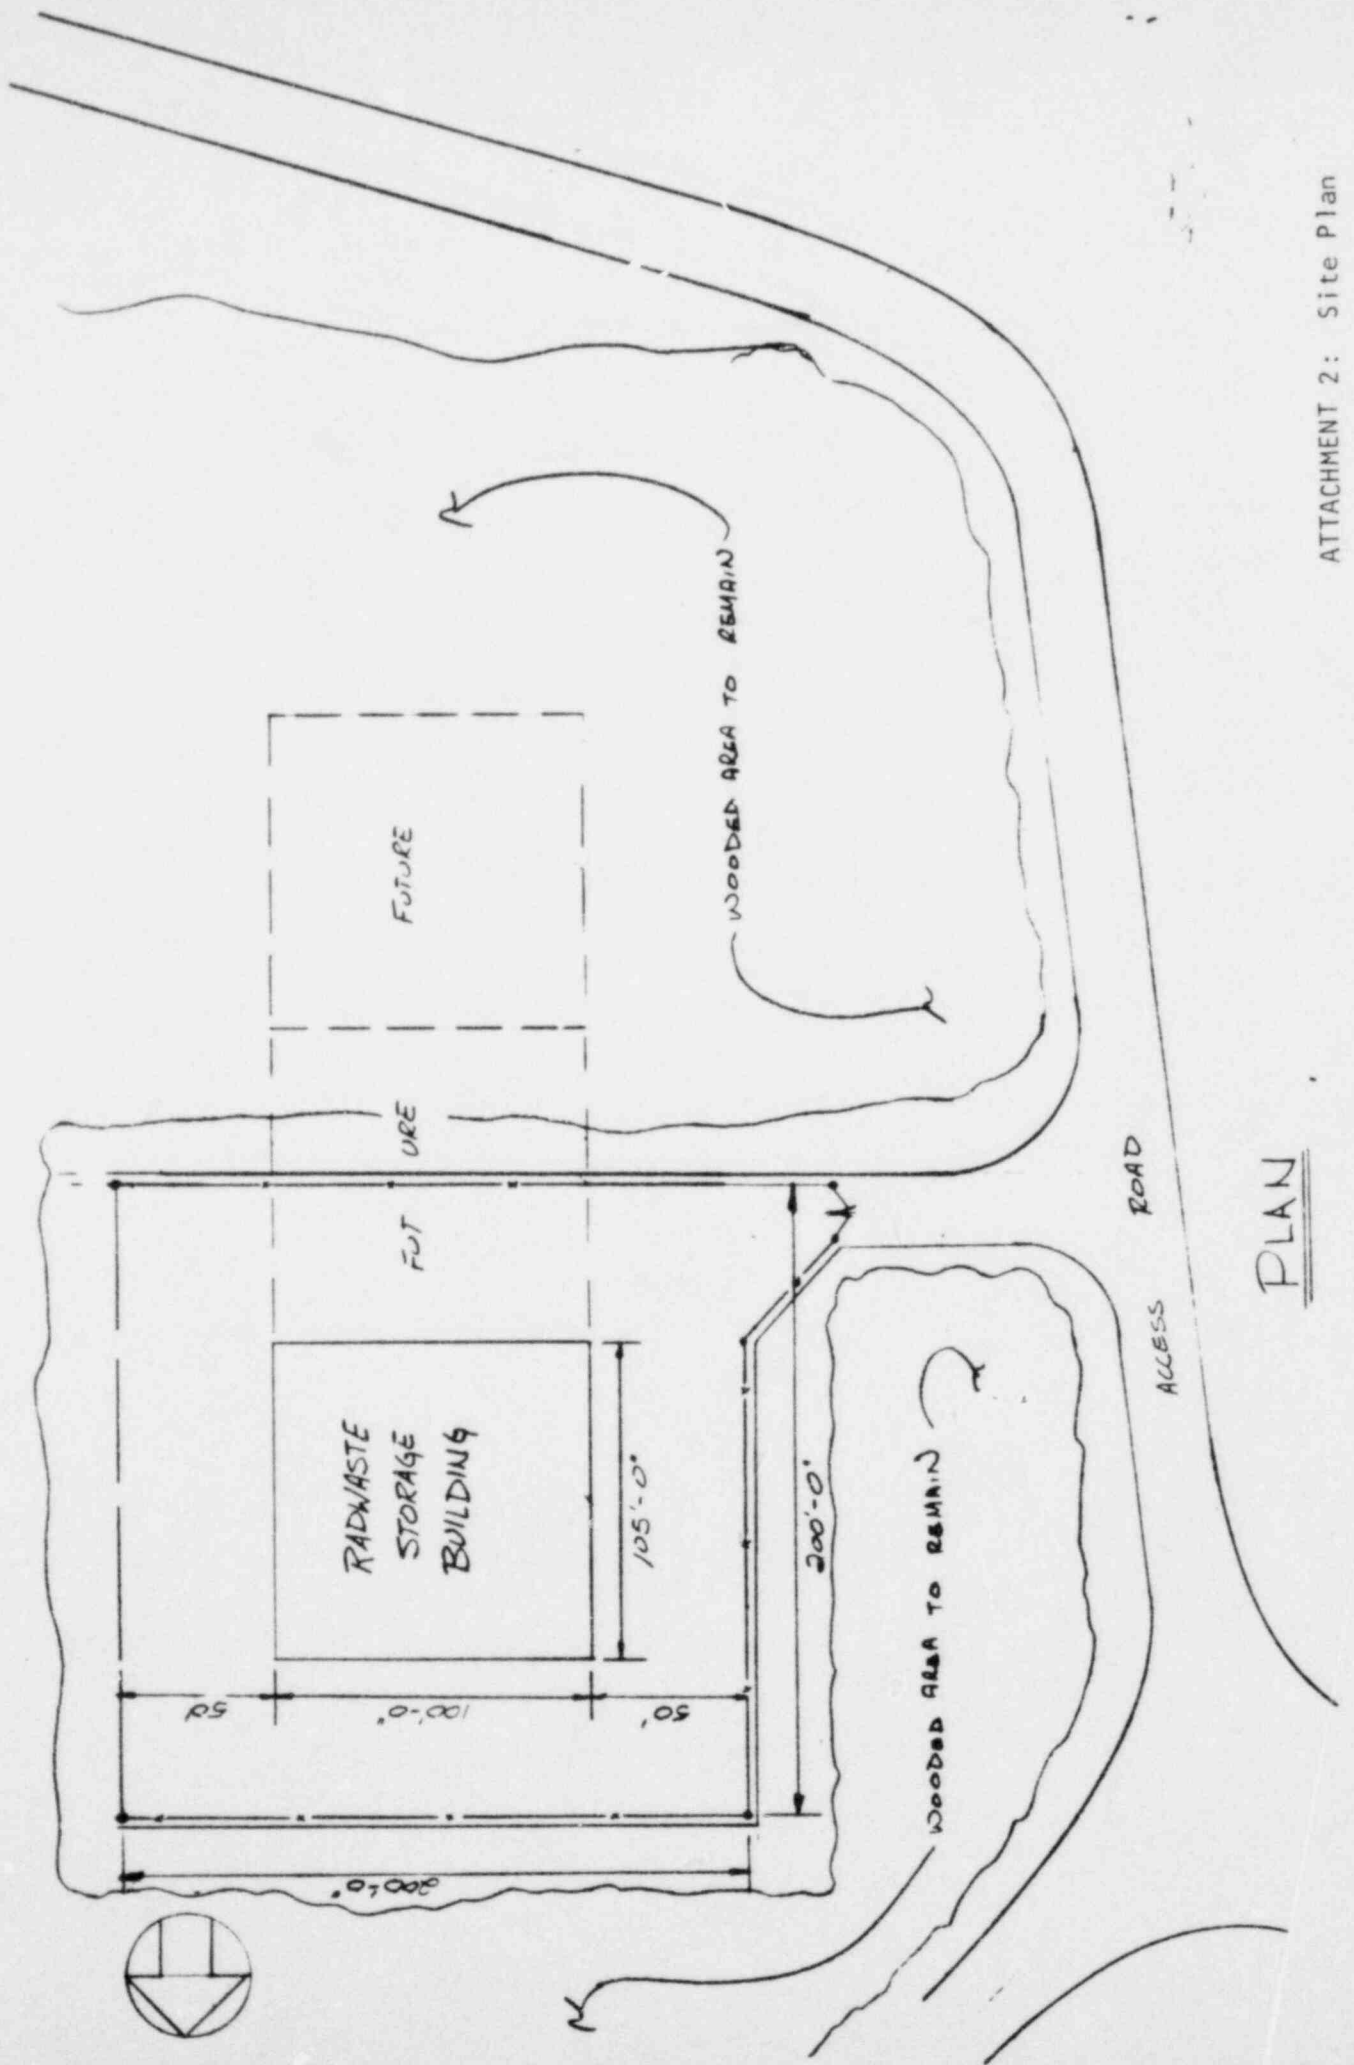 200'-0"
50'
100'-0"
50'
RADWASTE
STORAGE
BUILDING
FUT URE
FUTURE
105'-0"
WOODED AREA TO REMAIN
200'-0"
WOODED AREA TO REMAIN
ACCESS ROAD
PLAN
ATTACHMENT 2: Site Plan